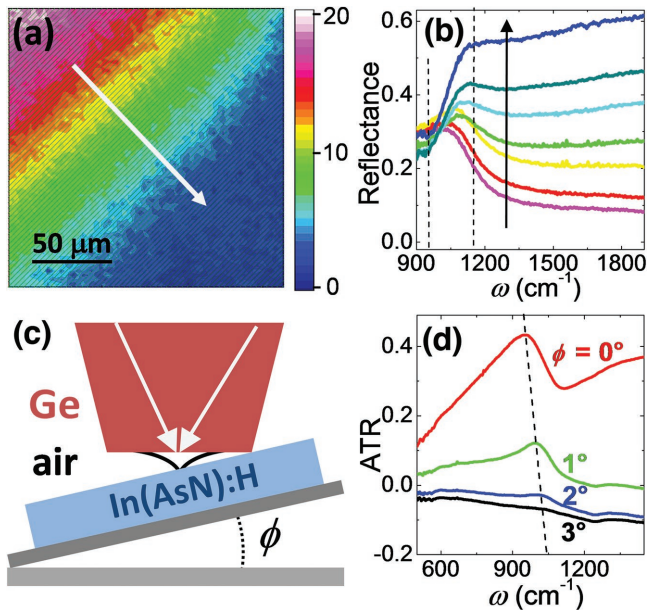 (a)
50 μm
20
10
0
(b)
Reflectance
0.6
0.4
0.2
0.0
900 1200 1500 1800
ω (cm⁻¹)
(c)
Ge
air
In(AsN):H
ϕ
(d)
ATR
0.4
0.2
0.0
-0.2
ϕ = 0°
1°
2°
3°
600 900 1200
ω (cm⁻¹)